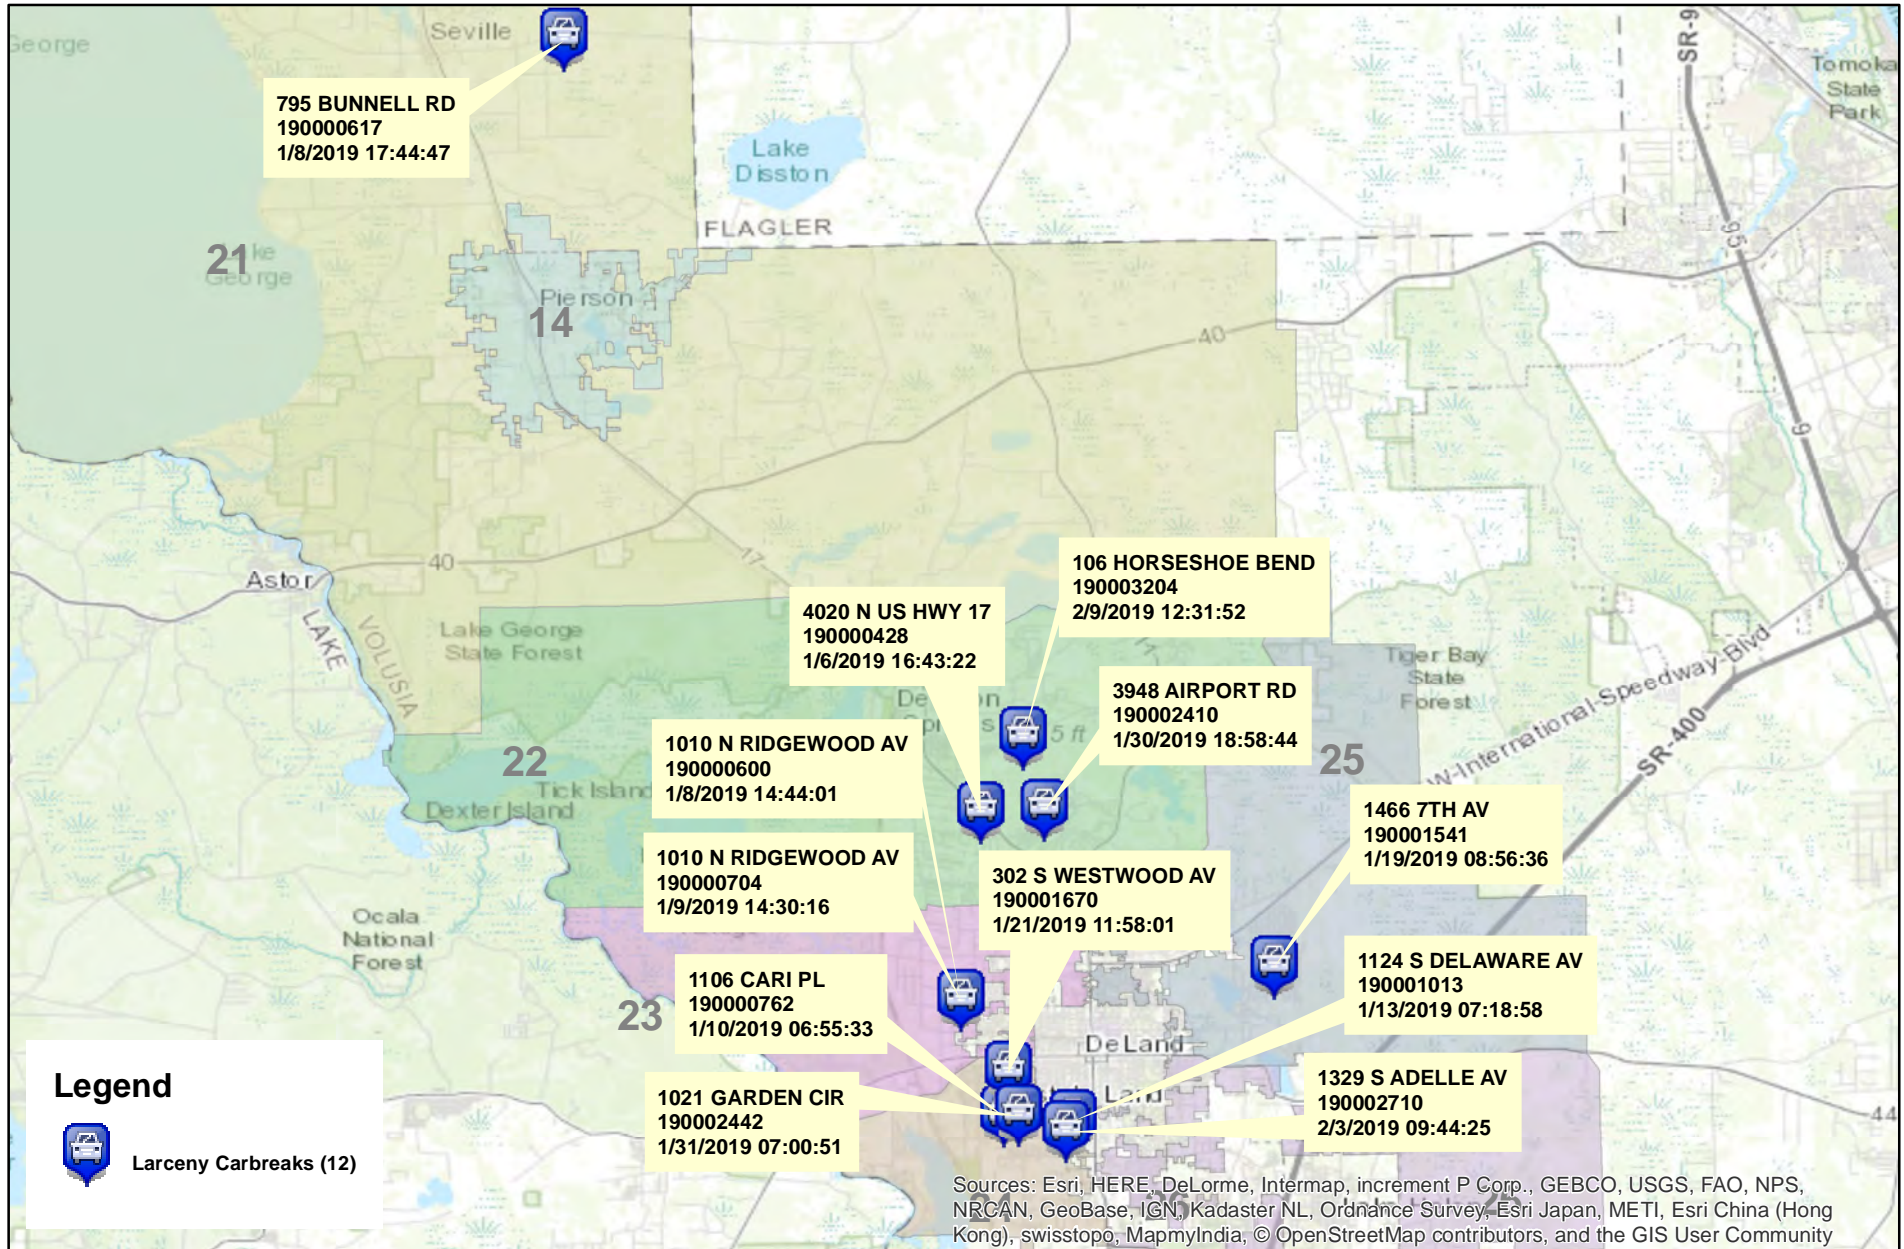 George
Seville
SR-9
Tomoka
State
Park
795 BUNNELL RD
190000617
1/8/2019 17:44:47
Lake
Disston
FLAGLER
95
21
George
Pierson
14
40
9
40
17
Astor
LAKE
VOLUSIA
Lake George
State Forest
106 HORSESHOE BEND
190003204
2/9/2019 12:31:52
4020 N US HWY 17
190000428
1/6/2019 16:43:22
Tiger Bay
State
Forest
W-International-Speedway-Blvd
SR-400
3948 AIRPORT RD
190002410
1/30/2019 18:58:44
5 ft
22
25
Tick Island
Dexter Island
1010 N RIDGEWOOD AV
190000600
1/8/2019 14:44:01
1466 7TH AV
190001541
1/19/2019 08:56:36
1010 N RIDGEWOOD AV
190000704
1/9/2019 14:30:16
302 S WESTWOOD AV
190001670
1/21/2019 11:58:01
Ocala
National
Forest
23
1106 CARI PL
190000762
1/10/2019 06:55:33
1124 S DELAWARE AV
190001013
1/13/2019 07:18:58
DeLand
Land
1021 GARDEN CIR
190002442
1/31/2019 07:00:51
1329 S ADELLE AV
190002710
2/3/2019 09:44:25
44
Legend
Larceny Carbreaks (12)
24
26
25
Sources: Esri, HERE, DeLorme, Intermap, increment P Corp., GEBCO, USGS, FAO, NPS,
NRCAN, GeoBase, IGN, Kadaster NL, Ordnance Survey, Esri Japan, METI, Esri China (Hong
Kong), swisstopo, MapmyIndia, © OpenStreetMap contributors, and the GIS User Community